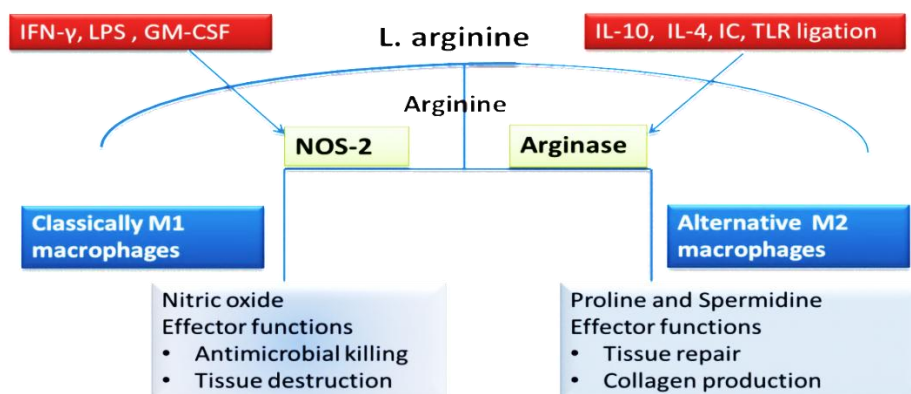 IFN-γ, LPS , GM-CSF
IL-10, IL-4, IC, TLR ligation
L. arginine
Arginine
NOS-2
Arginase
Classically M1
macrophages
Alternative M2
macrophages
Nitric oxide
Effector functions
• Antimicrobial killing
• Tissue destruction
Proline and Spermidine
Effector functions
• Tissue repair
• Collagen production